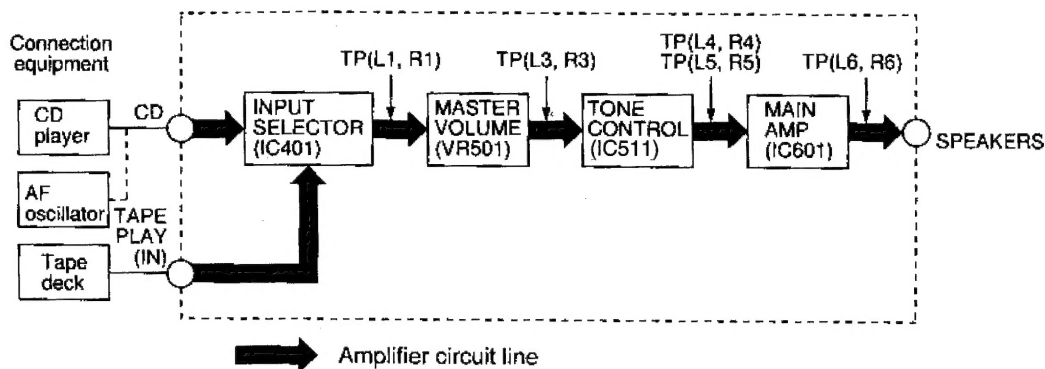 Connection
equipment
CD
player
AF
oscillator
Tape
deck
CD
TAPE
PLAY
(IN)
INPUT
SELECTOR
(IC401)
TP(L1, R1)
MASTER
VOLUME
(VR501)
TP(L3, R3)
TONE
CONTROL
(IC511)
TP(L4, R4)
TP(L5, R5)
MAIN
AMP
(IC601)
TP(L6, R6)
SPEAKERS
Amplifier circuit line